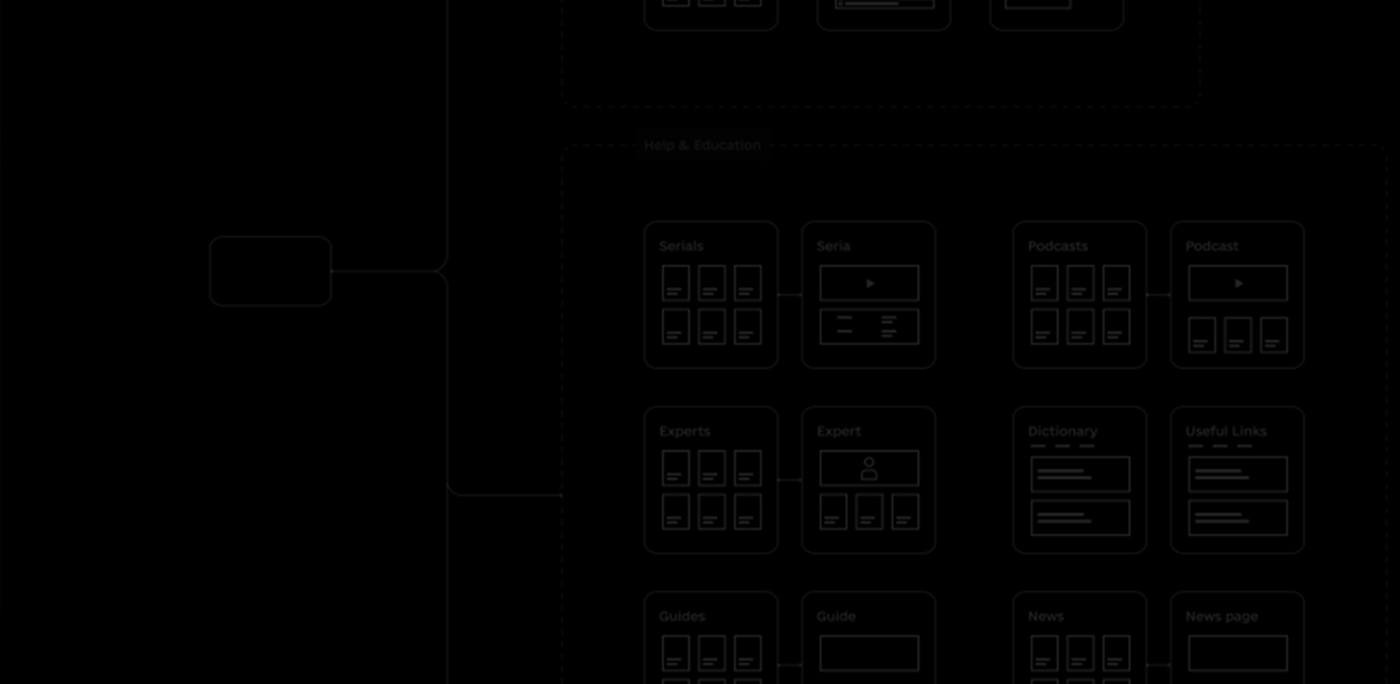 Help & Education
Serials
Seria
Podcasts
Podcast
Experts
Expert
Dictionary
Useful Links
Guides
Guide
News
News page